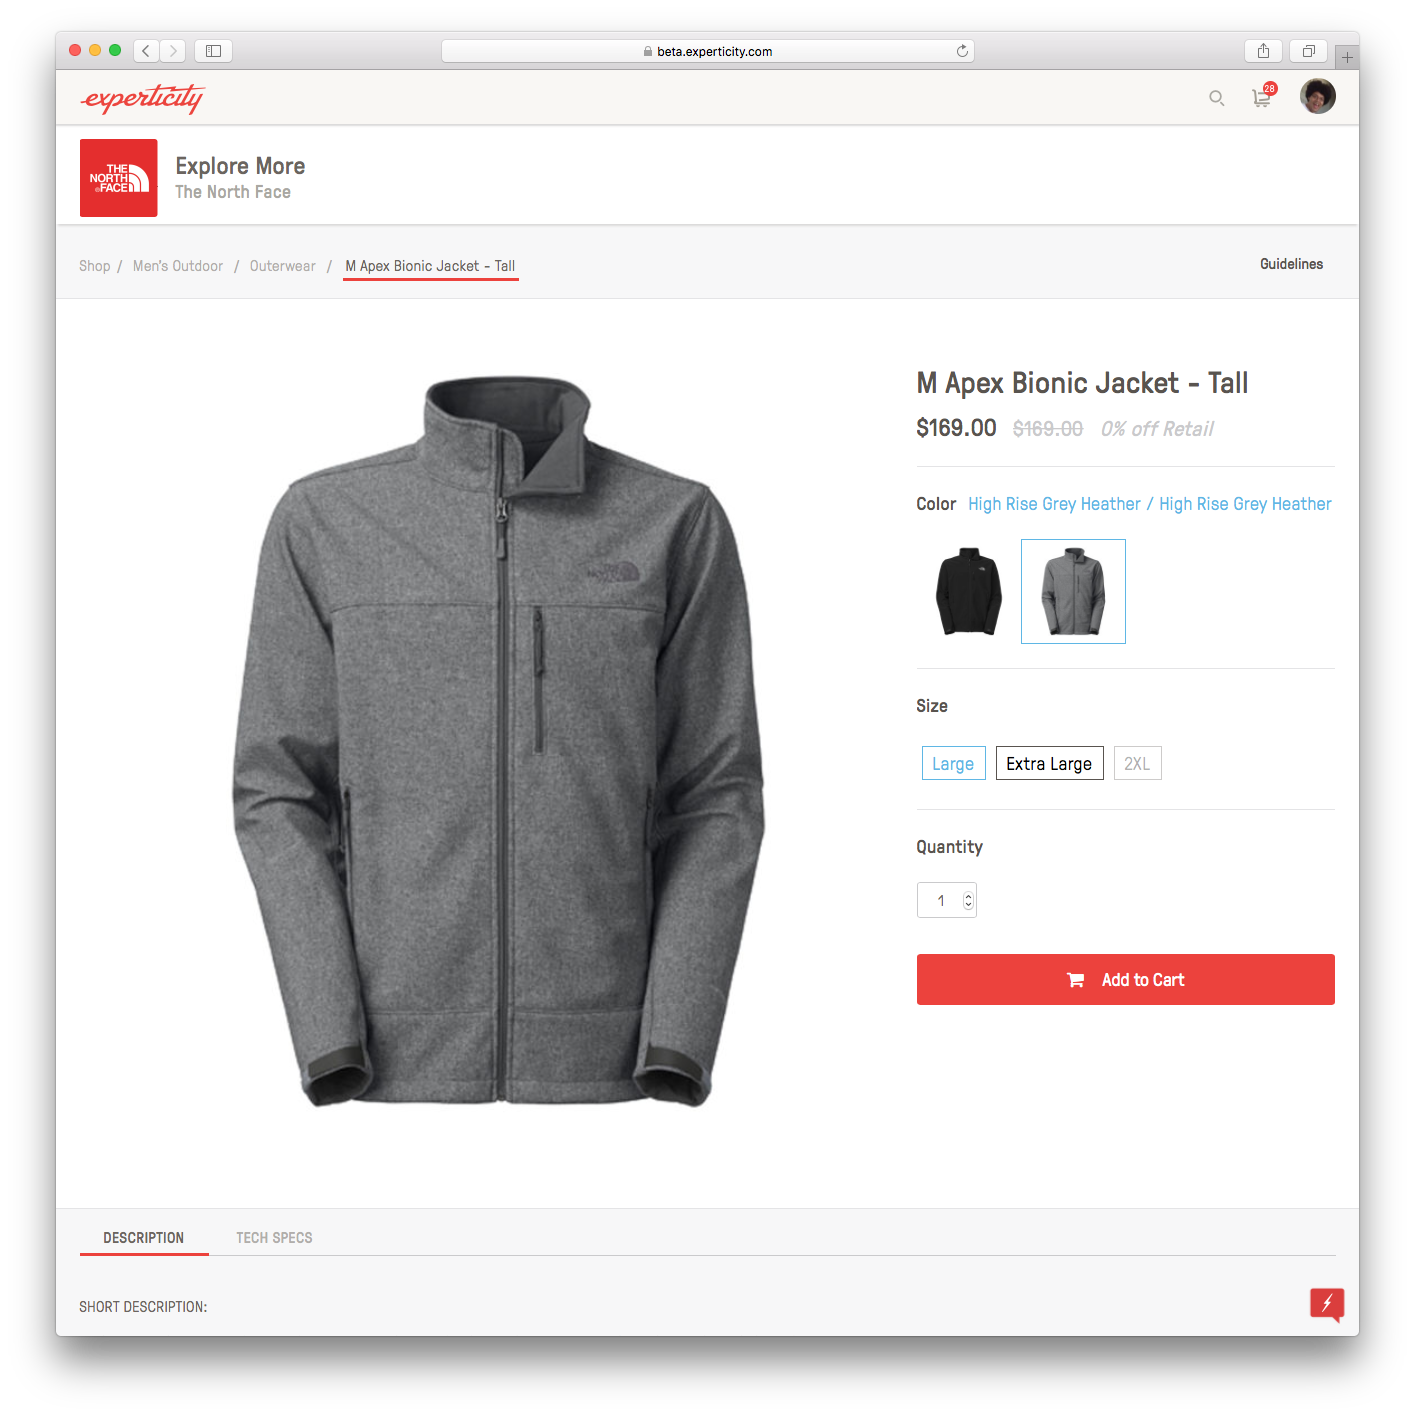 beta.experticity.com
experticity
28
THE
NORTH
FACE
Explore More
The North Face
Shop / Men's Outdoor / Outerwear / M Apex Bionic Jacket - Tall
Guidelines
M Apex Bionic Jacket - Tall
$169.00 $169.00 0% off Retail
Color High Rise Grey Heather / High Rise Grey Heather
Size
Large Extra Large 2XL
Quantity
1
Add to Cart
DESCRIPTION TECH SPECS
SHORT DESCRIPTION: